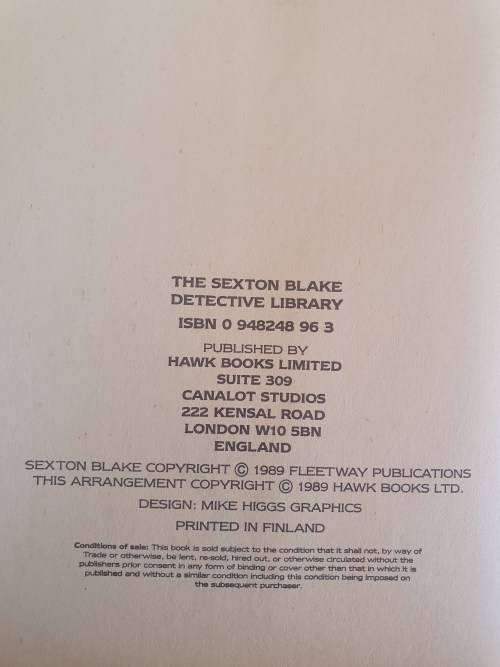 THE SEXTON BLAKE
DETECTIVE LIBRARY
ISBN 0 948248 96 3
PUBLISHED BY
HAWK BOOKS LIMITED
SUITE 309
CANALOT STUDIOS
222 KENSAL ROAD
LONDON W10 5BN
ENGLAND
SEXTON BLAKE COPYRIGHT © 1989 FLEETWAY PUBLICATIONS
THIS ARRANGEMENT COPYRIGHT © 1989 HAWK BOOKS LTD.
DESIGN: MIKE HIGGS GRAPHICS
PRINTED IN FINLAND
Conditions of sale: This book is sold subject to the condition that it shall not, by way of
Trade or otherwise, be lent, re-sold, hired out, or otherwise circulated without the
publishers prior consent in any form of binding or cover other than that in which it is
published and without a similar condition including this condition being imposed on
the subsequent purchaser.